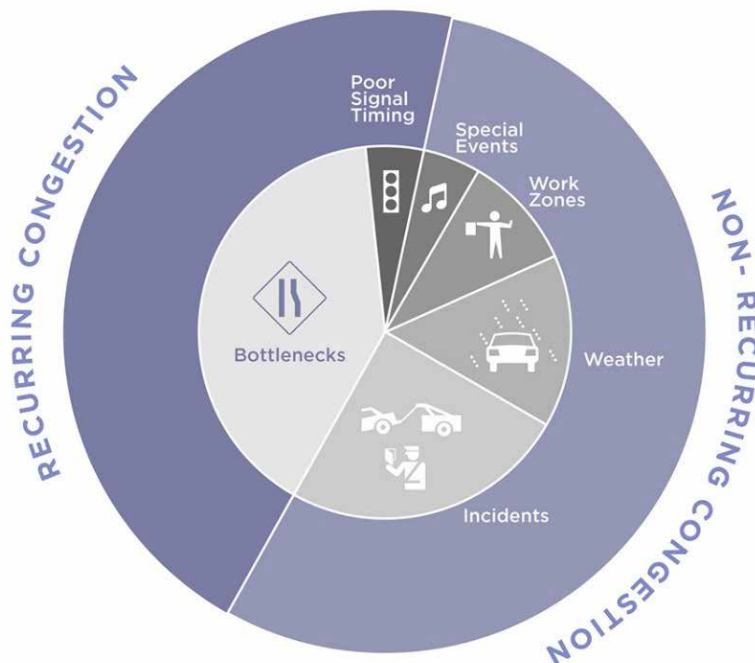 RECURRING CONGESTION
Poor
Signal
Timing
Special
Events
Work
Zones
Weather
Incidents
Bottlenecks
NON- RECURRING CONGESTION